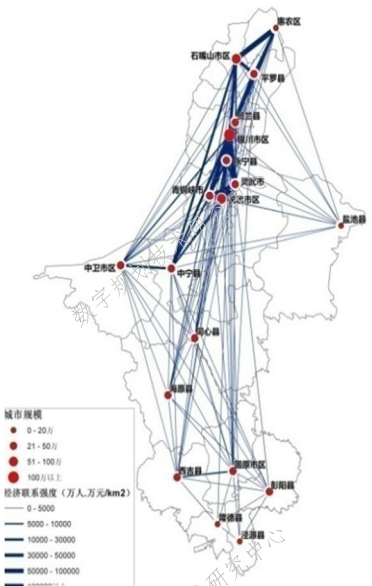 惠农区
石嘴山市区
平罗县
贺兰县
银川市区
永宁县
灵武市
青铜峡市
吴忠市区
盐池县
中卫市区
中宁县
同心县
海原县
西吉县
固原市区
彭阳县
隆德县
泾源县
城市规模
0 - 20万
21 - 50万
51 - 100万
100万以上
经济联系强度（万人.万元/km2）
0 - 5000
5000 - 10000
10000 - 30000
30000 - 50000
50000 - 100000
研究中心